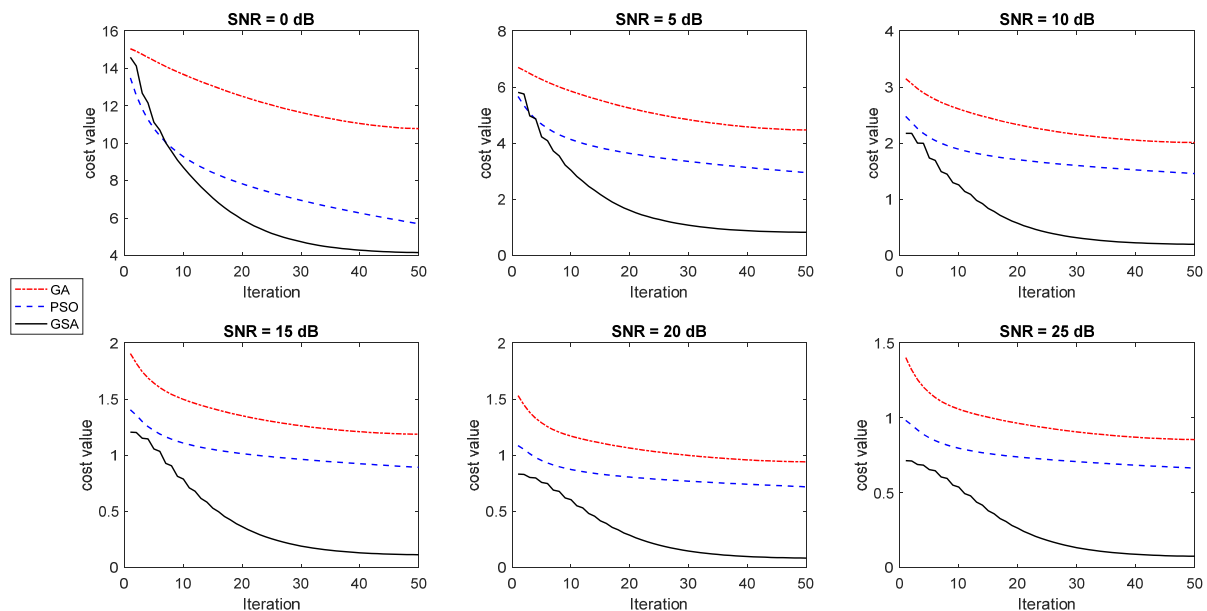 SNR = 0 dB
16
14
12
10
8
6
4
cost value
0 10 20 30 40 50
Iteration
SNR = 5 dB
8
6
4
2
0
cost value
0 10 20 30 40 50
Iteration
SNR = 10 dB
4
3
2
1
0
cost value
0 10 20 30 40 50
Iteration
GA
PSO
GSA
SNR = 15 dB
2
1.5
1
0.5
0
cost value
0 10 20 30 40 50
Iteration
SNR = 20 dB
2
1.5
1
0.5
0
cost value
0 10 20 30 40 50
Iteration
SNR = 25 dB
1.5
1
0.5
0
cost value
0 10 20 30 40 50
Iteration